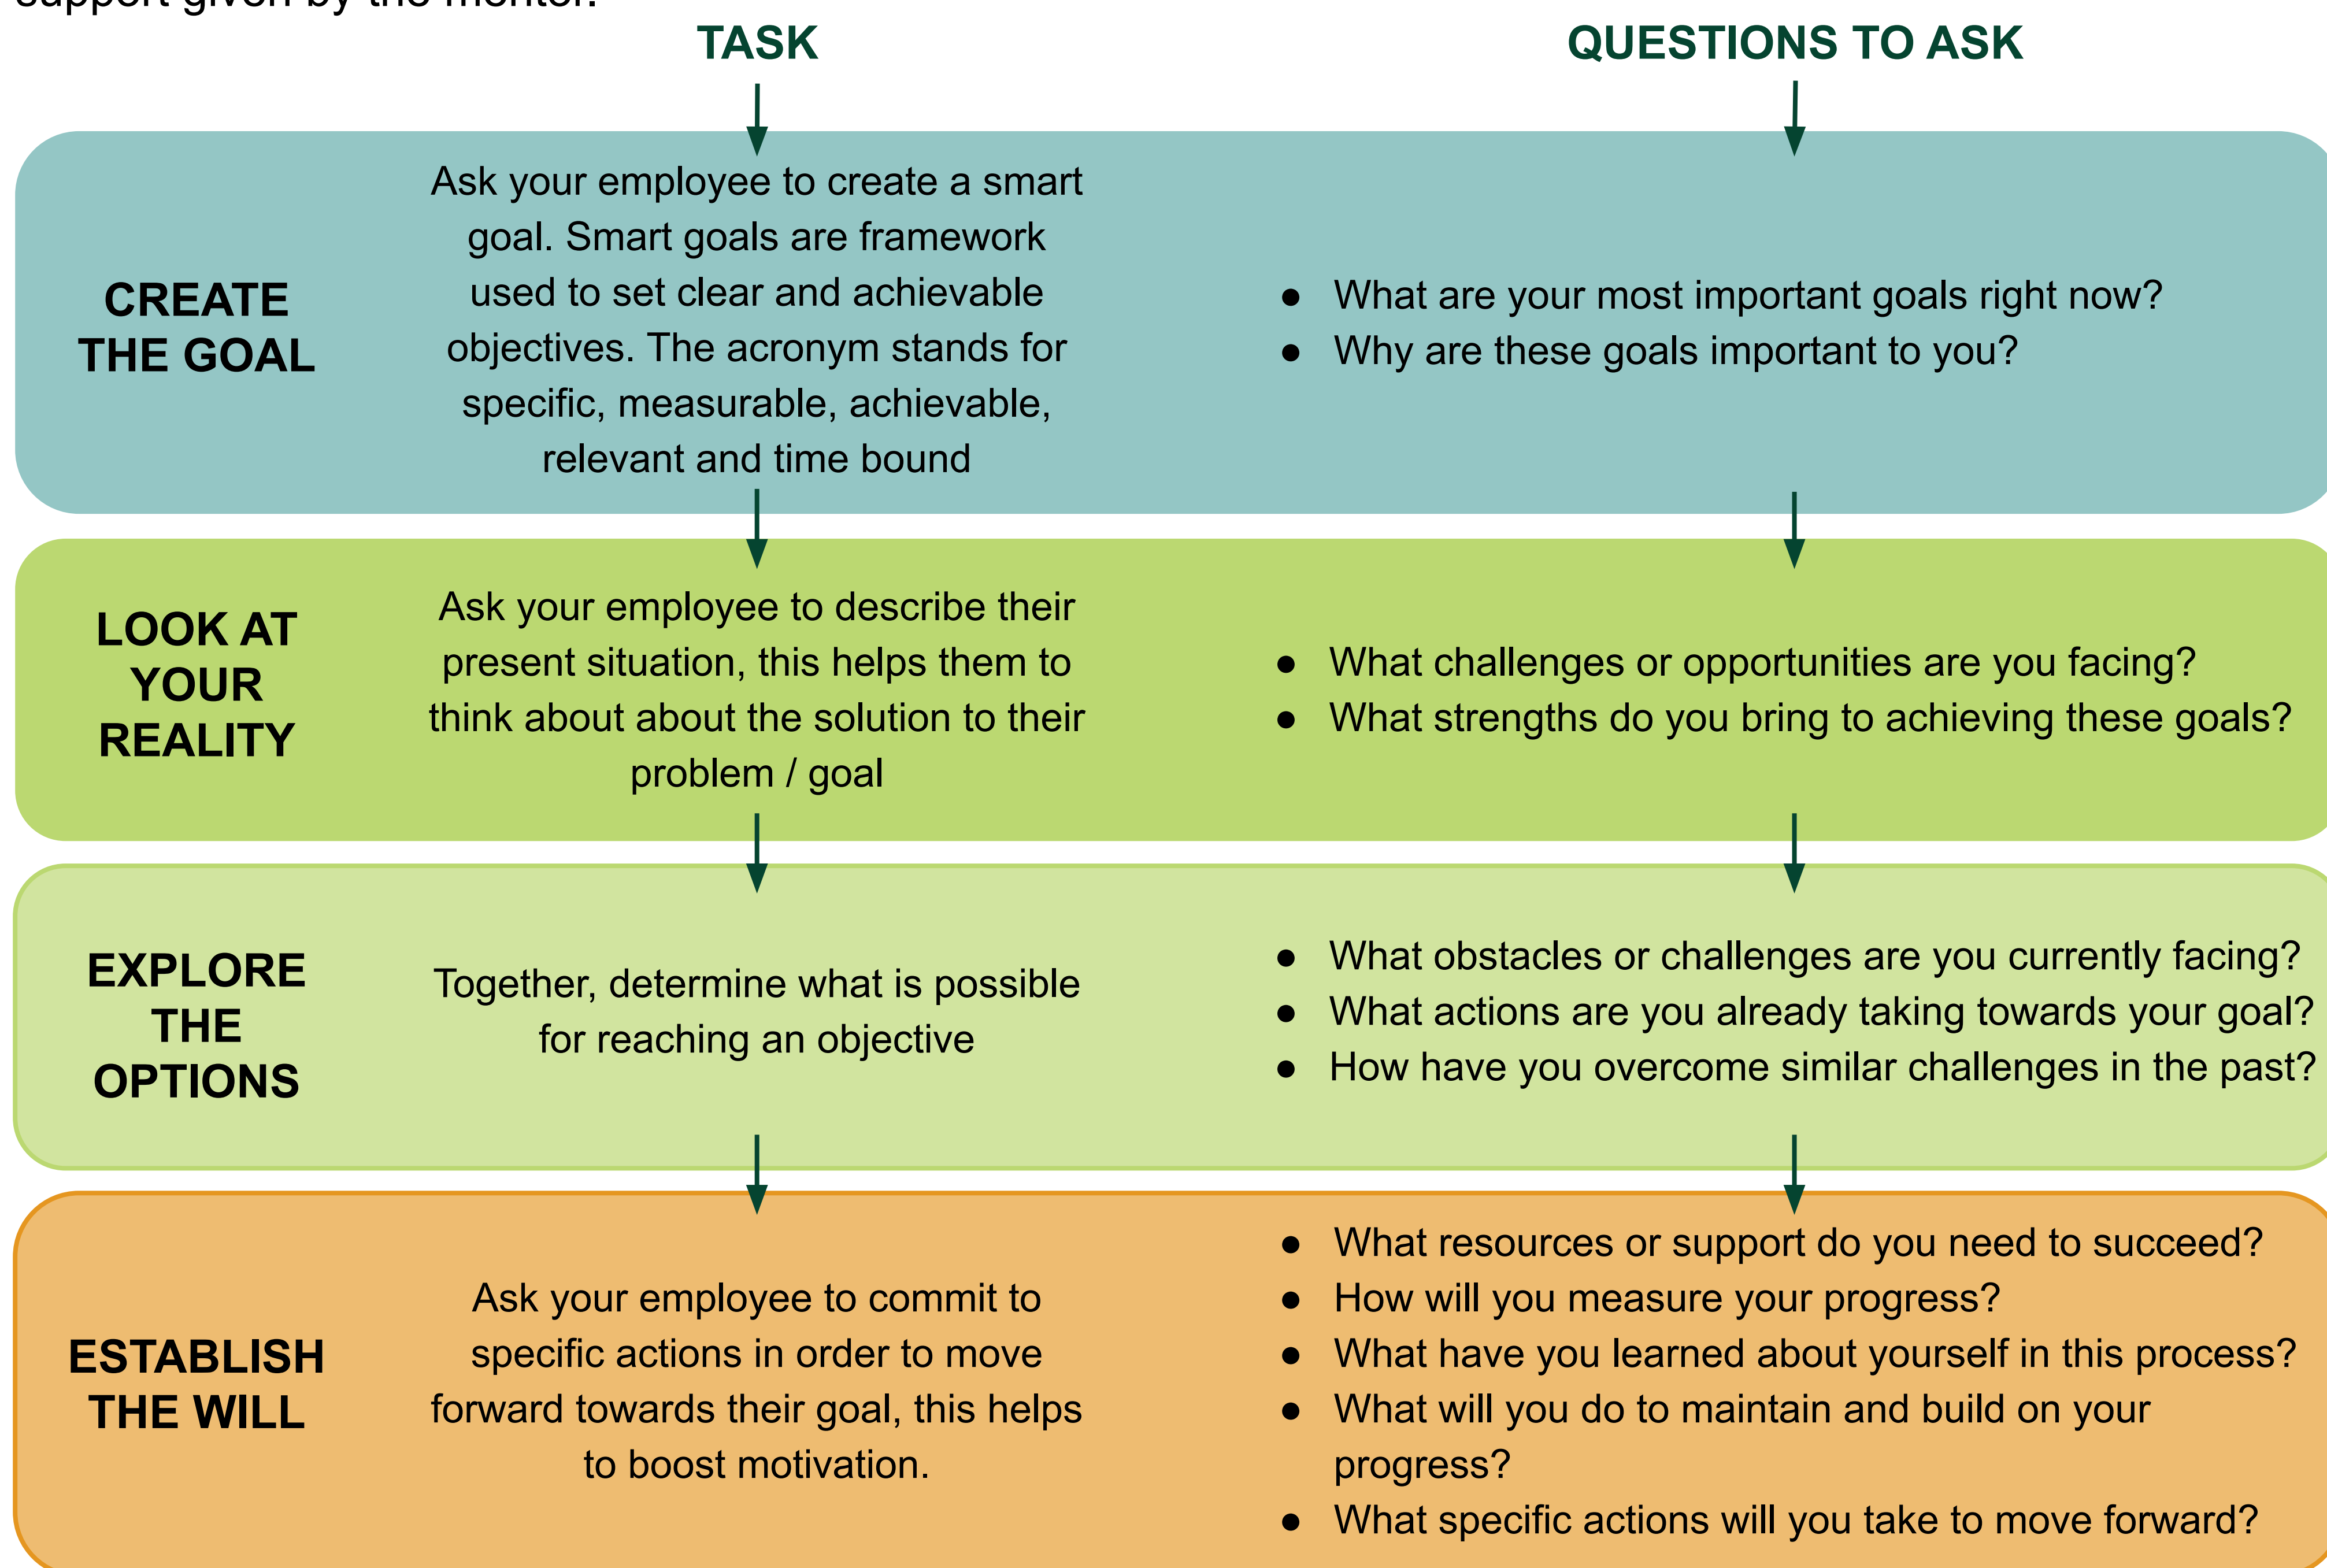 support given by the mentor.
TASK
QUESTIONS TO ASK
CREATE
THE GOAL
Ask your employee to create a smart
goal. Smart goals are framework
used to set clear and achievable
objectives. The acronym stands for
specific, measurable, achievable,
relevant and time bound
● What are your most important goals right now?
● Why are these goals important to you?
LOOK AT
YOUR
REALITY
Ask your employee to describe their
present situation, this helps them to
think about about the solution to their
problem / goal
● What challenges or opportunities are you facing?
● What strengths do you bring to achieving these goals?
EXPLORE
THE
OPTIONS
Together, determine what is possible
for reaching an objective
● What obstacles or challenges are you currently facing?
● What actions are you already taking towards your goal?
● How have you overcome similar challenges in the past?
ESTABLISH
THE WILL
Ask your employee to commit to
specific actions in order to move
forward towards their goal, this helps
to boost motivation.
● What resources or support do you need to succeed?
● How will you measure your progress?
● What have you learned about yourself in this process?
● What will you do to maintain and build on your
progress?
● What specific actions will you take to move forward?